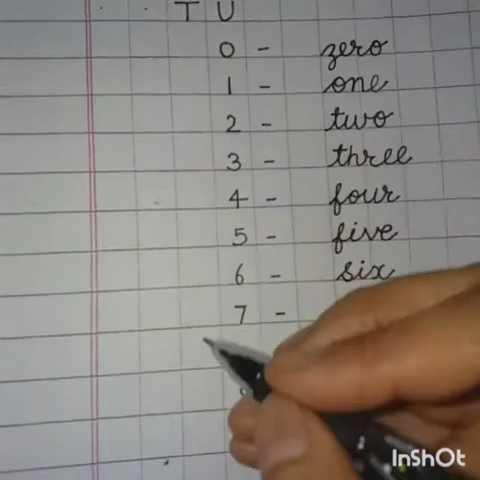 T U
0 - zero
1 - one
2 - two
3 - three
4 - four
5 - five
6 - six
7 -
InShOt